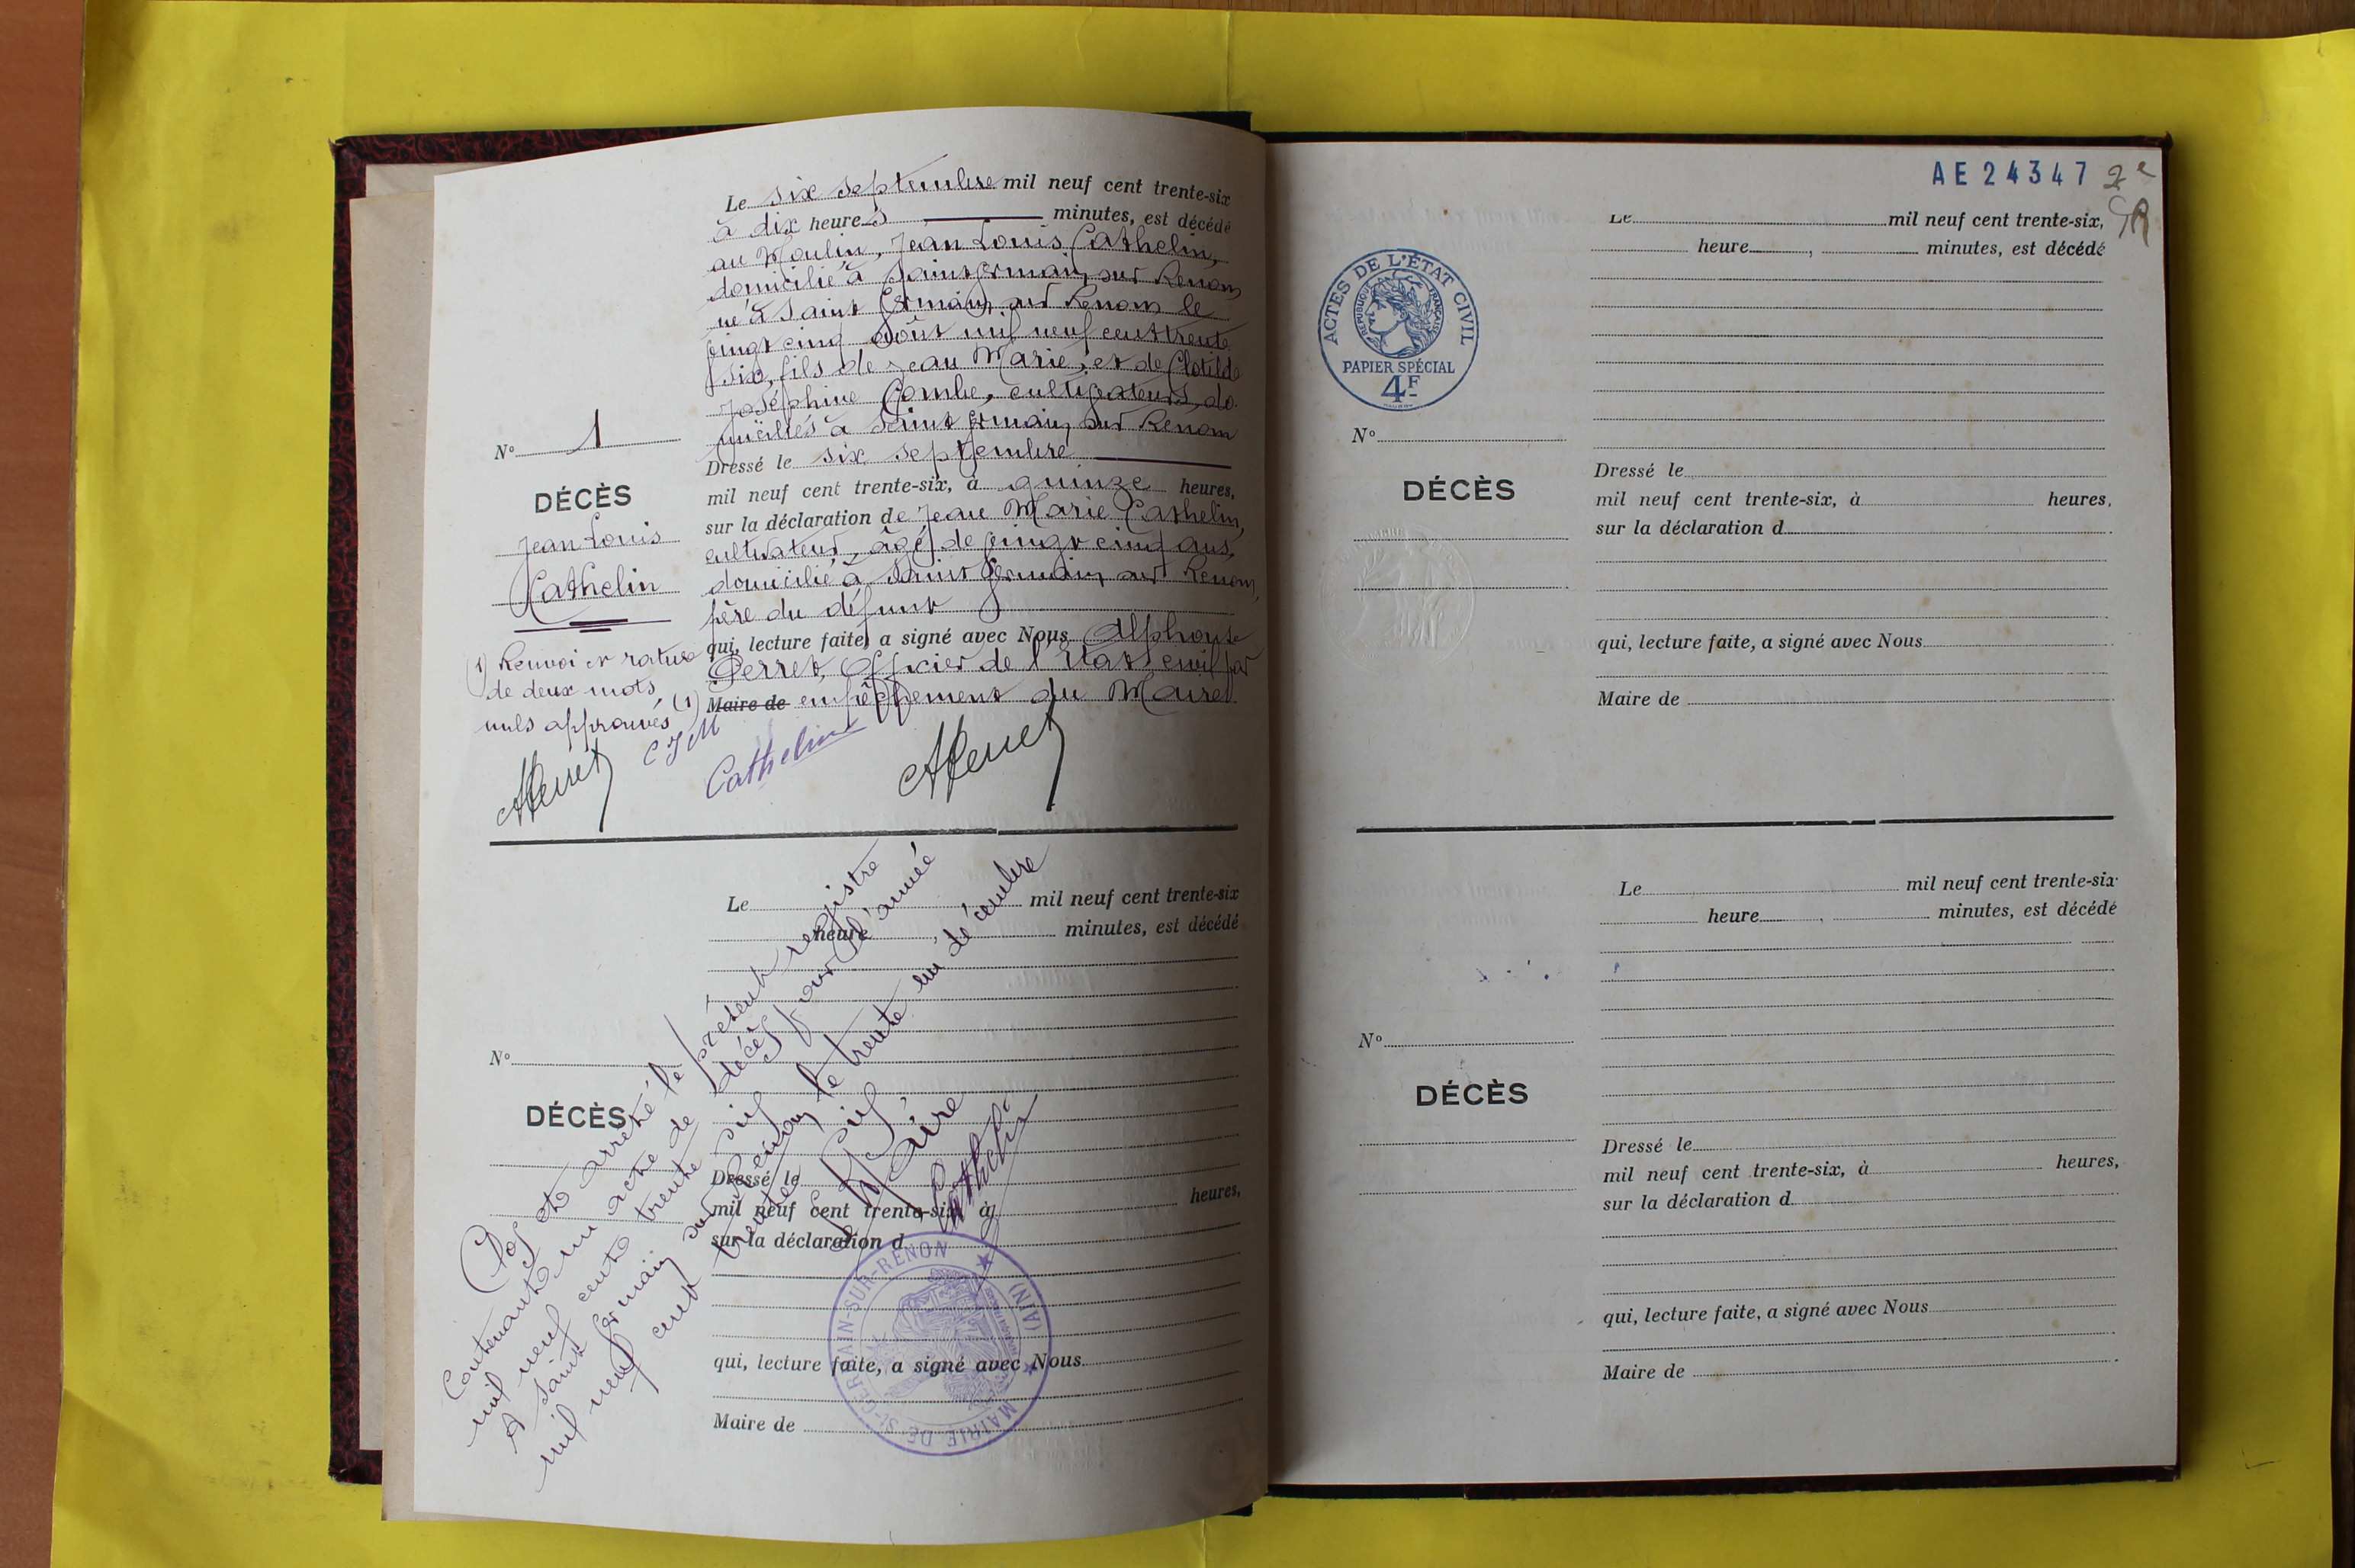 Le six septembre mil neuf cent trente-six
à dix heures minutes, est décédé
au Moulin, Jean Louis Cathelin,
domicilié à Saint Germain sur Renom
né à Saint Germain sur Renom le
vingt cinq août mil neuf cent trente
six, fils de Jean Marie, et de Clotilde
Joséphine Combe, cultivateurs, do
miciliés à Saint Germain sur Renom
Dressé le six septembre
mil neuf cent trente-six, à quinze heures,
sur la déclaration de Jean Marie Cathelin,
cultivateur, âgé de vingt cinq ans,
domicilié à Saint Germain sur Renom,
père du défunt
qui, lecture faite, a signé avec Nous Alphonse
Perret, Officier de l'Etat civil par
(1) Maire de empêchement du Maire
N° 1
DÉCÈS
Jean Louis
Cathelin
(1) Renvoi et rature
de deux mots
nuls approuvés
CJM
Cathelin
APerret
APerret
Le mil neuf cent trente-six
heure , minutes, est décédé
N°
DÉCÈS
Dressé le
mil neuf cent trente-six, à heures,
sur la déclaration d
qui, lecture faite, a signé avec Nous
Maire de
Clos et arrêté le présent registre
Contenant un acte de décès pour l'année
mil neuf cent trente six
A Saint Germain sur Renom le trente un décembre
mil neuf cent trente six
Le Maire
Cathelin
MAIRIE DE ST-GERMAIN-SUR-RENON (AIN)
AE 24347
2e
Le mil neuf cent trente-six,
heure , minutes, est décédé
ACTES DE L'ÉTAT CIVIL
RÉPUBLIQUE FRANÇAISE
PAPIER SPÉCIAL
4F
N°
DÉCÈS
Dressé le
mil neuf cent trente-six, à heures,
sur la déclaration d
qui, lecture faite, a signé avec Nous
Maire de
Le mil neuf cent trente-six
heure , minutes, est décédé
N°
DÉCÈS
Dressé le
mil neuf cent trente-six, à heures,
sur la déclaration d
qui, lecture faite, a signé avec Nous
Maire de